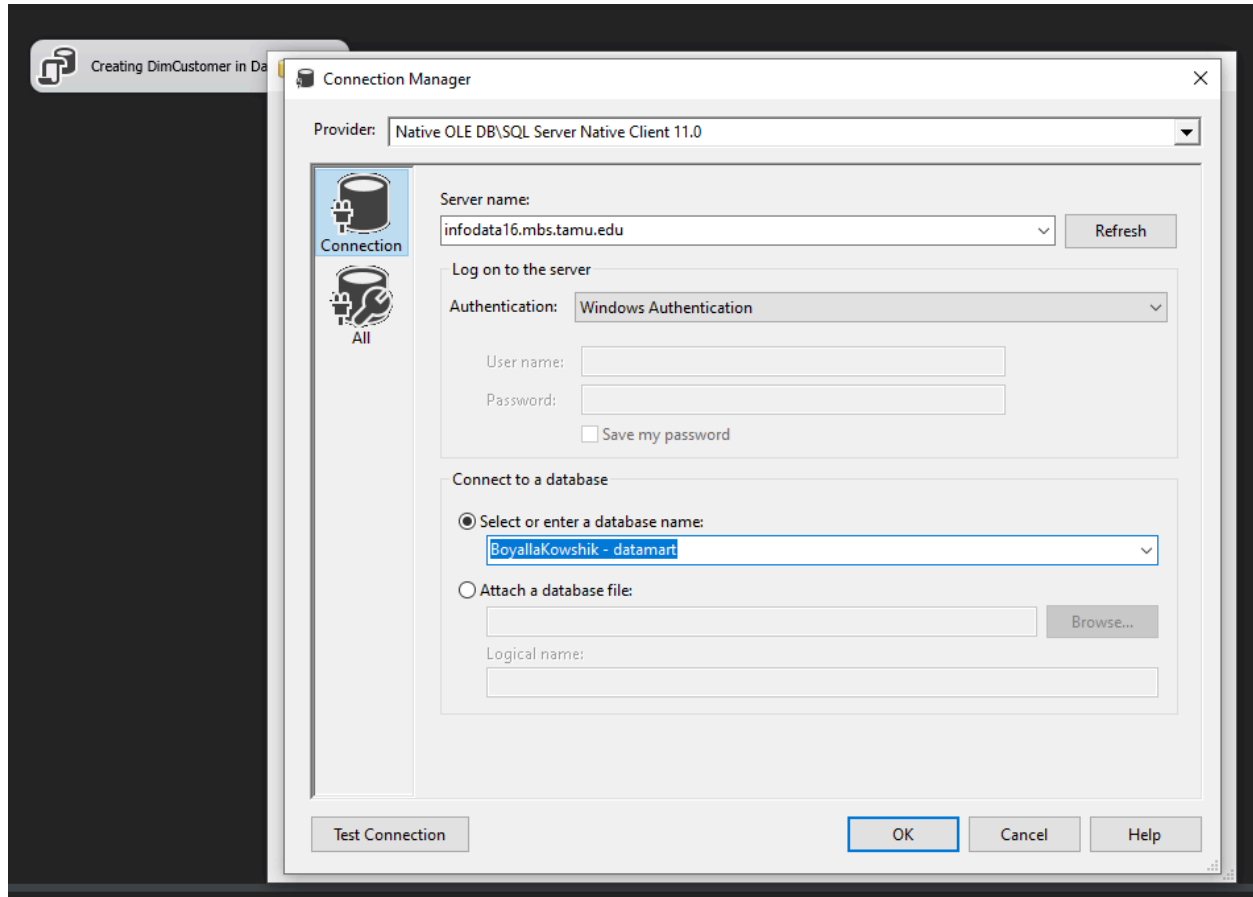 Creating DimCustomer in Da
Connection Manager
Provider: Native OLE DB\SQL Server Native Client 11.0
Connection
All
Server name:
infodata16.mbs.tamu.edu
Refresh
Log on to the server
Authentication: Windows Authentication
User name:
Password:
Save my password
Connect to a database
Select or enter a database name:
BoyallaKowshik - datamart
Attach a database file:
Browse...
Logical name:
Test Connection OK Cancel Help